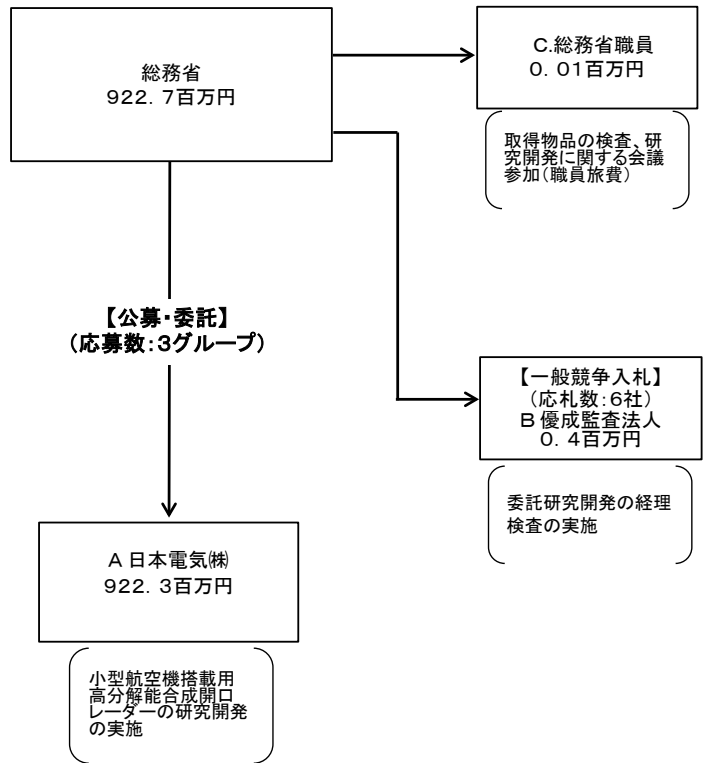 総務省
922．7百万円
C.総務省職員
0．01百万円
取得物品の検査、研
究開発に関する会議
参加（職員旅費）
【公募・委託】
（応募数：3グループ）
【一般競争入札】
（応札数：6社）
B 優成監査法人
0．4百万円
委託研究開発の経理
検査の実施
A 日本電気㈱
922．3百万円
小型航空機搭載用
高分解能合成開口
レーダーの研究開発
の実施